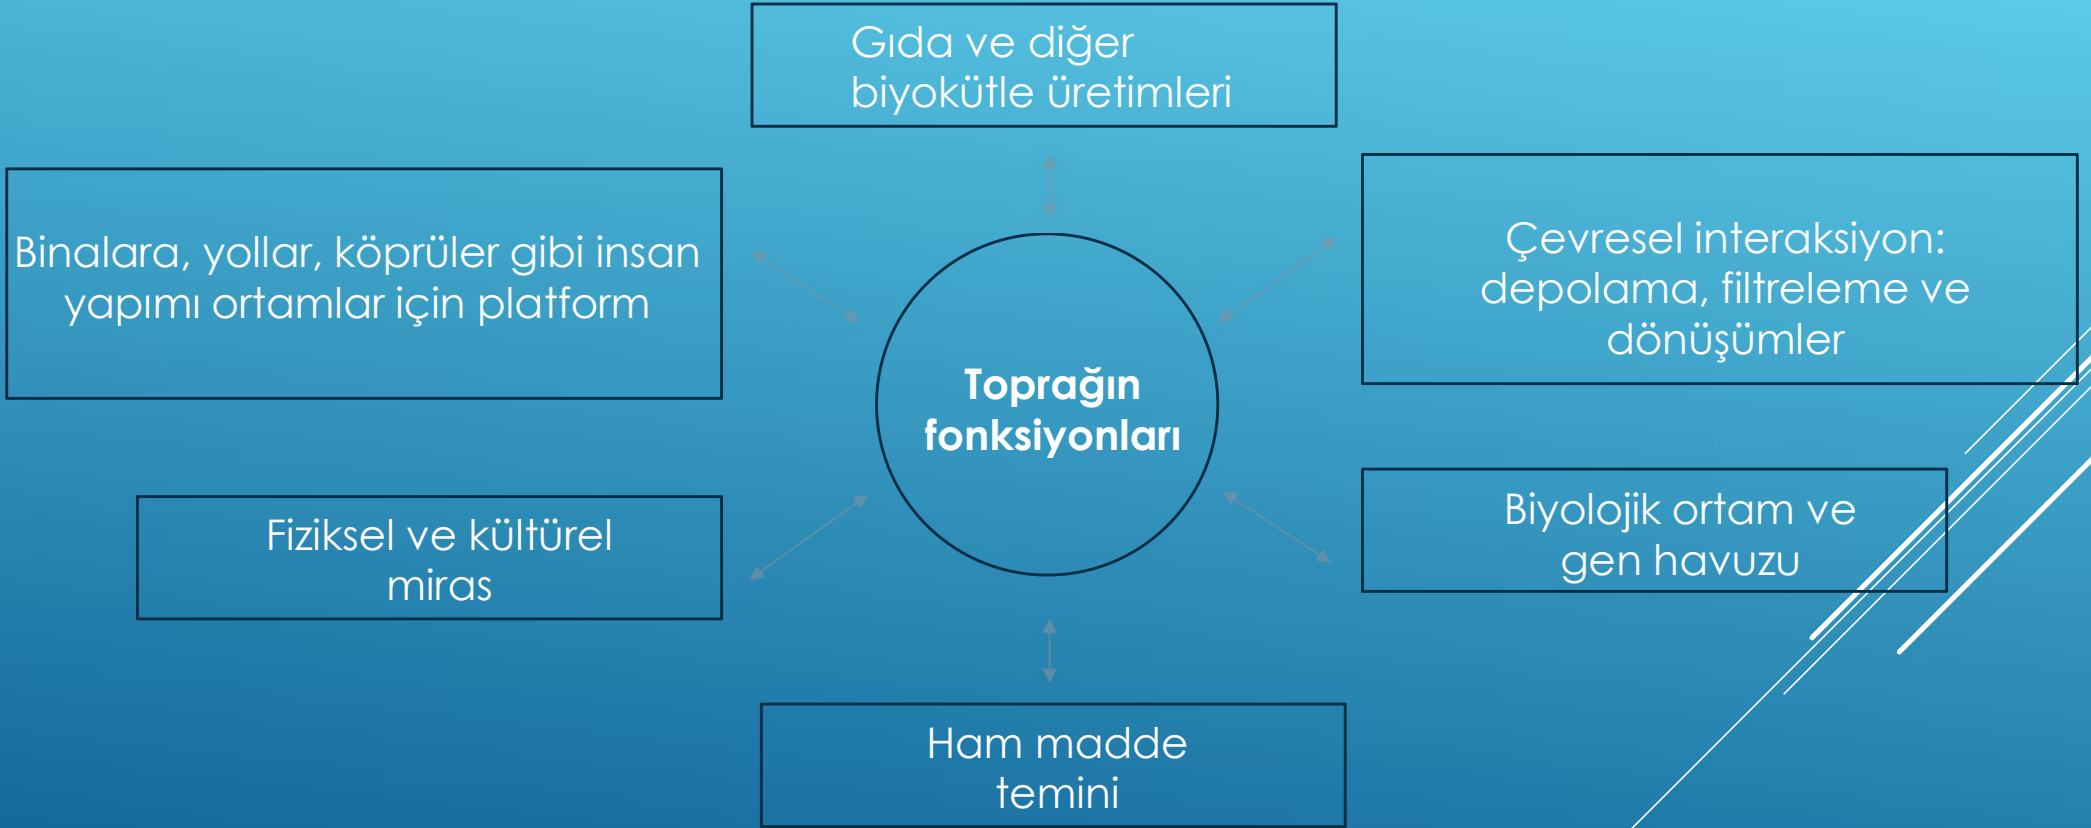 Gıda ve diğer
biyokütle üretimleri
Binalara, yollar, köprüler gibi insan
yapımı ortamlar için platform
Çevresel interaksiyon:
depolama, filtreleme ve
dönüşümler
Toprağın
fonksiyonları
Fiziksel ve kültürel
miras
Biyolojik ortam ve
gen havuzu
Ham madde
temini